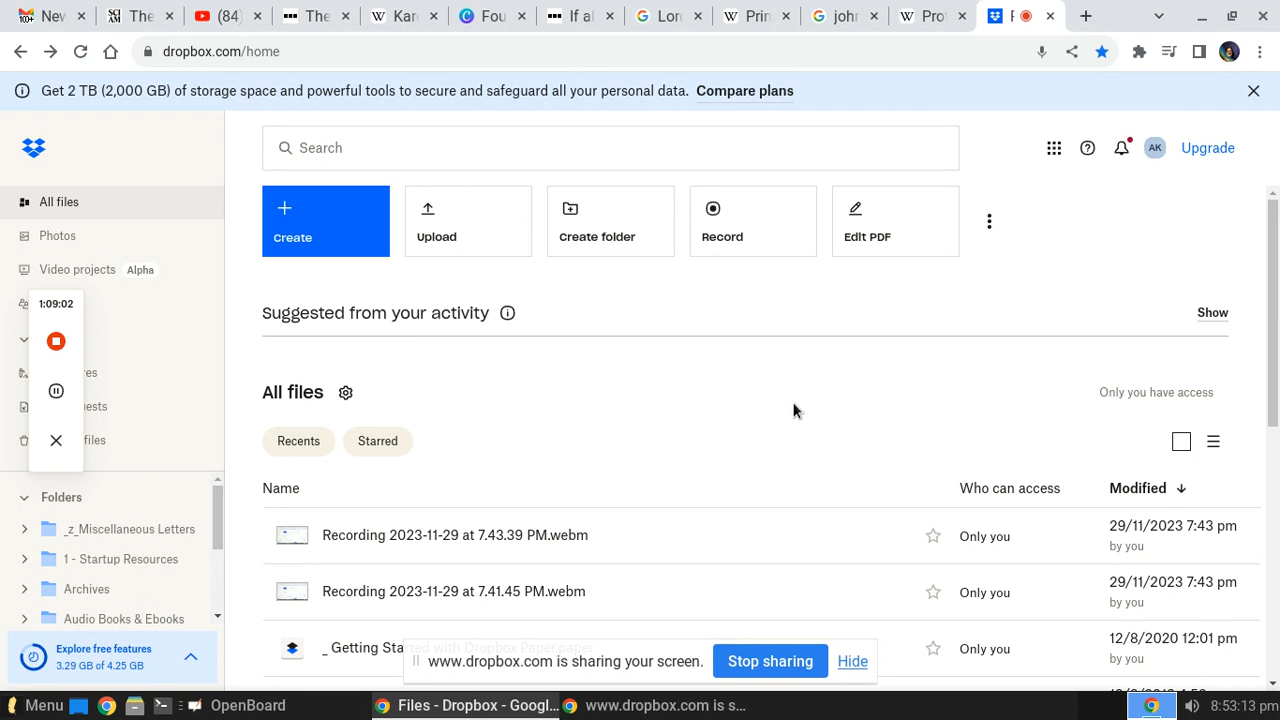 New
The
(84)
The
Kar
Fou
If al
Lor
Prin
john
Pro
dropbox.com/home
Get 2 TB (2,000 GB) of storage space and powerful tools to secure and safeguard all your personal data. Compare plans
Search
AK
Upgrade
All files
Photos
Video projects Alpha
1:09:02
Create
Upload
Create folder
Record
Edit PDF
Suggested from your activity
Show
All files
Only you have access
Recents
Starred
Name
Who can access
Modified
Folders
_z_Miscellaneous Letters
1 - Startup Resources
Archives
Audio Books & Ebooks
Recording 2023-11-29 at 7.43.39 PM.webm
Only you
29/11/2023 7:43 pm
by you
Recording 2023-11-29 at 7.41.45 PM.webm
Only you
29/11/2023 7:43 pm
by you
_ Getting Started with Dropbox Paper.paper
Only you
12/8/2020 12:01 pm
by you
Explore free features
3.29 GB of 4.25 GB
www.dropbox.com is sharing your screen.
Stop sharing
Hide
Menu
OpenBoard
Files - Dropbox - Googl...
www.dropbox.com is s...
8:53:13 pm